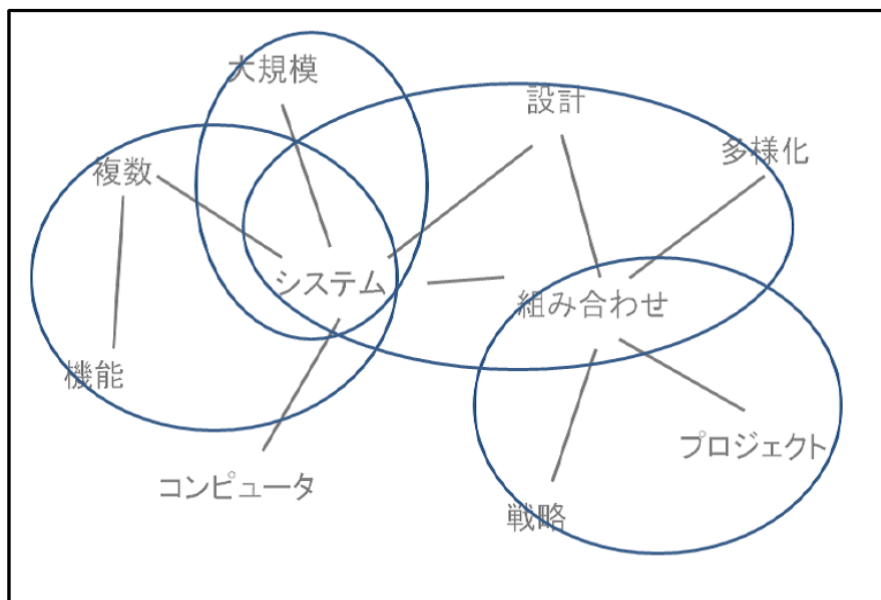 大規模
設計
多様化
複数
システム
組み合わせ
機能
プロジェクト
コンピュータ
戦略